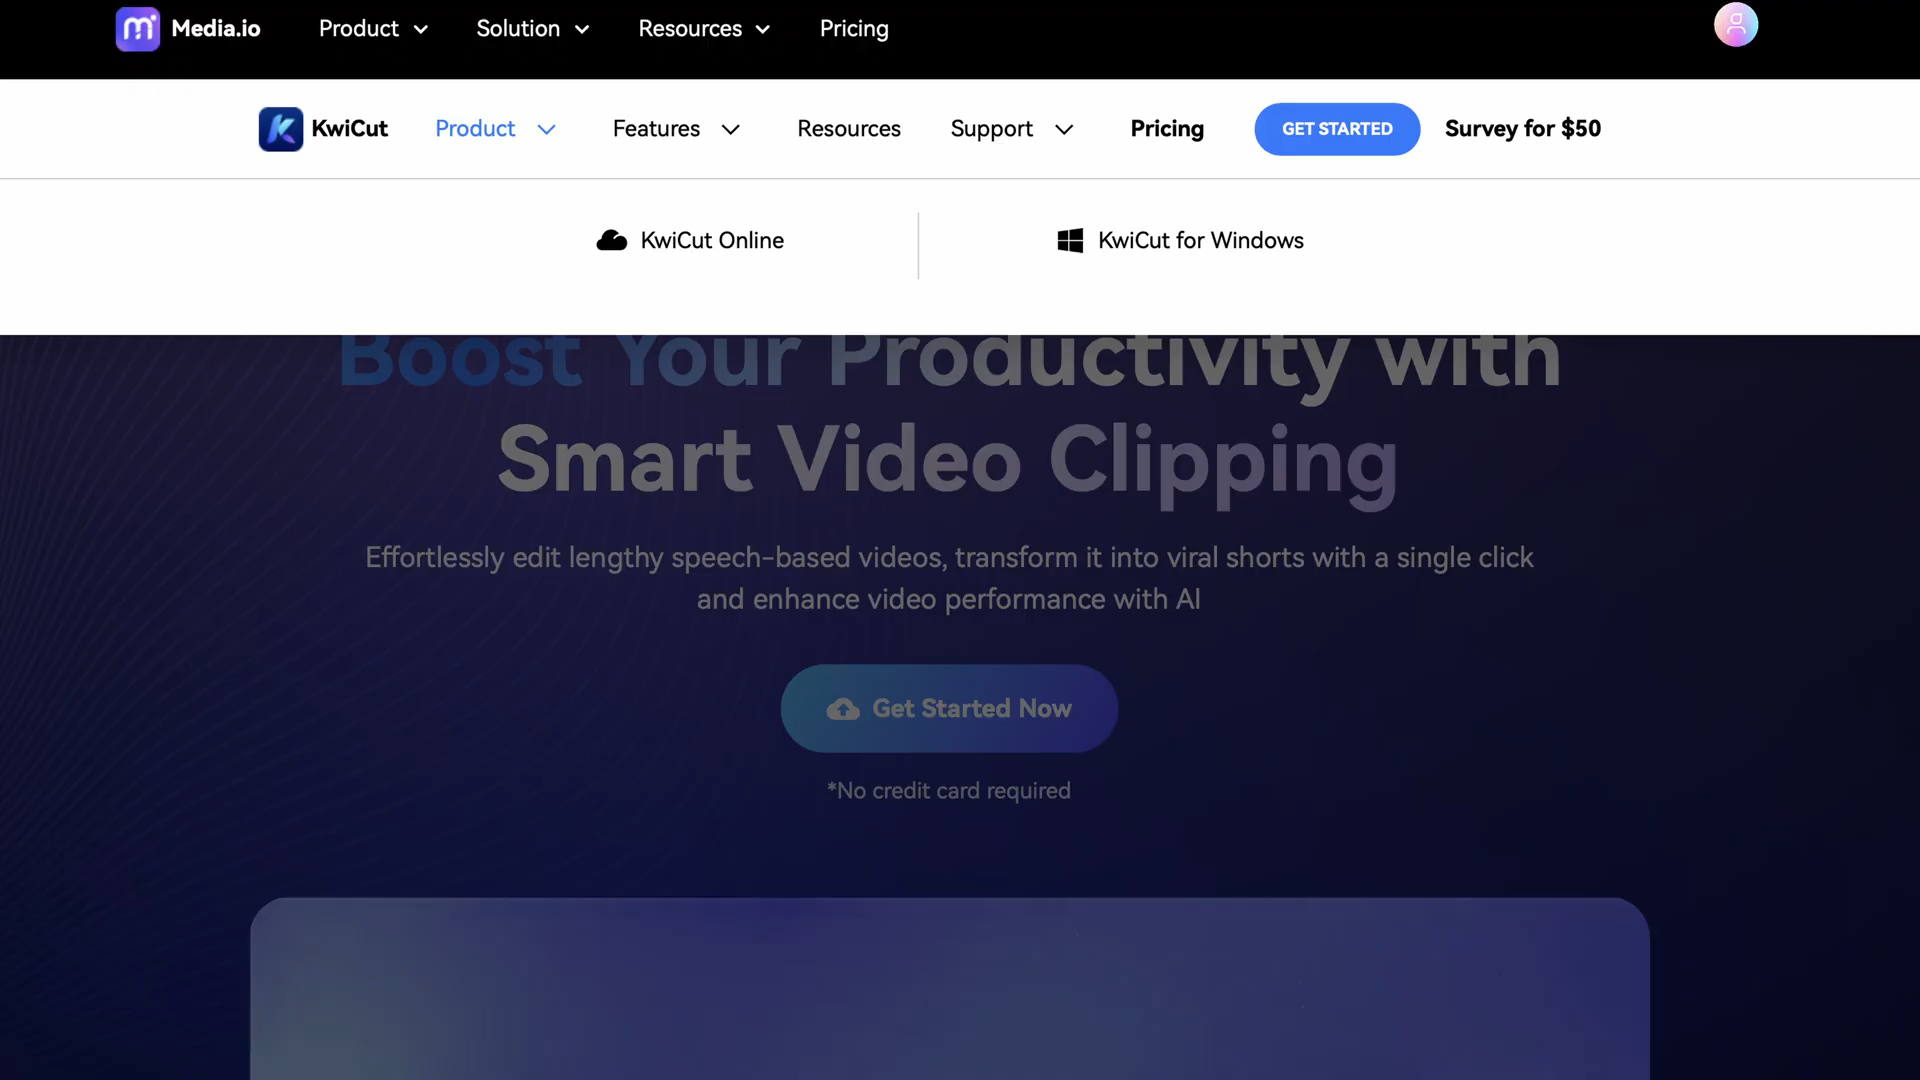 Media.io Product Solution Resources Pricing
KwiCut Product Features Resources Support Pricing GET STARTED Survey for $50
KwiCut Online KwiCut for Windows
Boost Your Productivity with
Smart Video Clipping
Effortlessly edit lengthy speech-based videos, transform it into viral shorts with a single click
and enhance video performance with AI
Get Started Now
*No credit card required